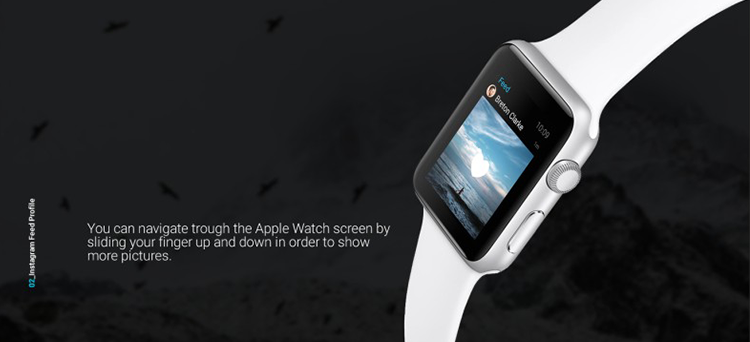 02_Instagram Feed Profile
You can navigate trough the Apple Watch screen by
sliding your finger up and down in order to show
more pictures.
Feed
Breton Clarke
10:09